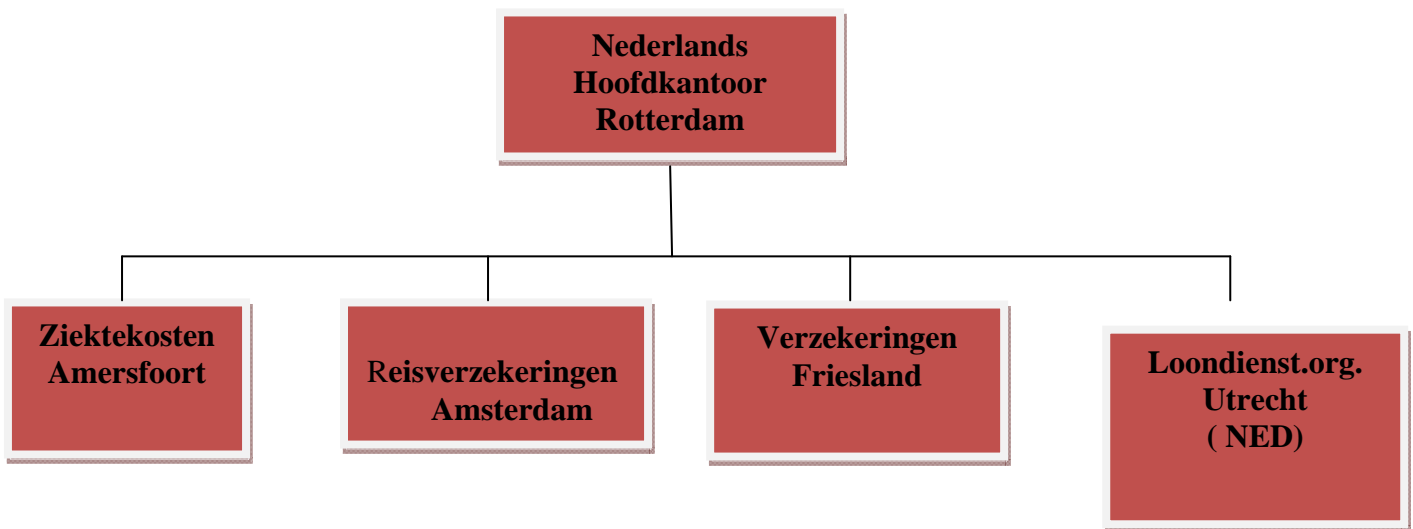 Nederlands
Hoofdkantoor
Rotterdam
Ziektekosten
Amersfoort
Reisverzekeringen
Amsterdam
Verzekeringen
Friesland
Loondienst.org.
Utrecht
( NED)